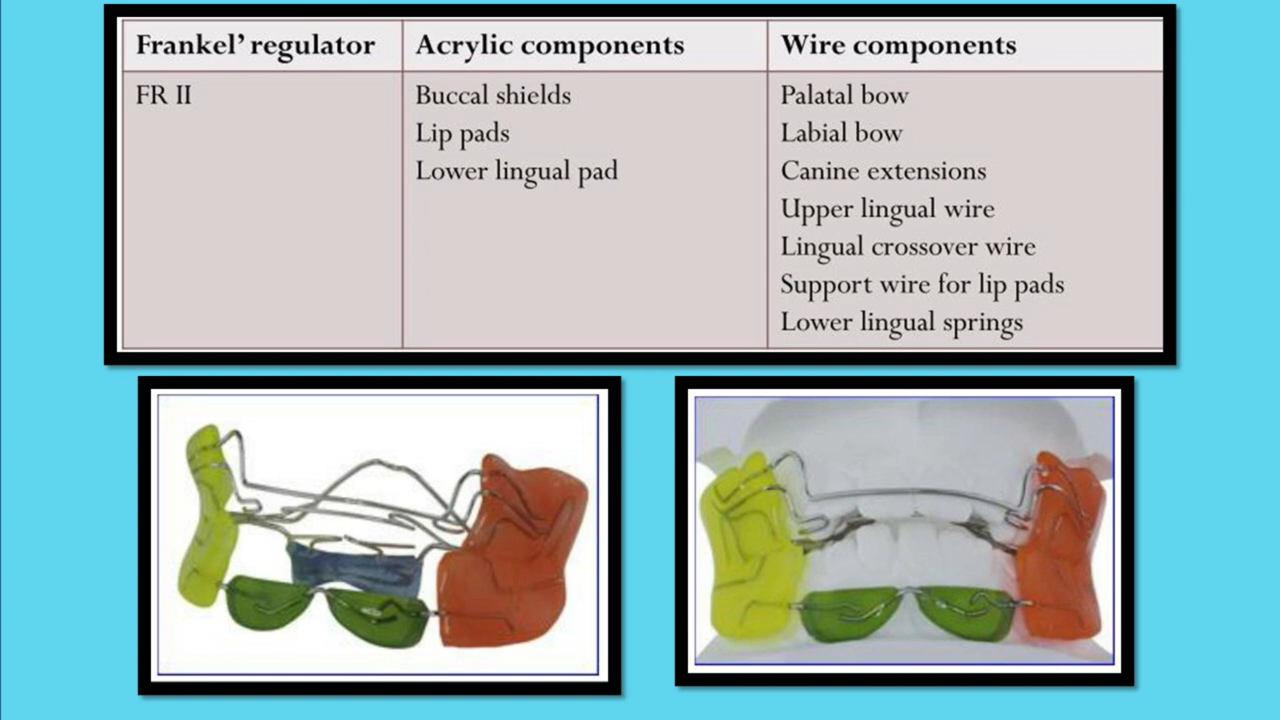 Frankel’ regulator Acrylic components Wire components
FR II Buccal shields Palatal bow
Lip pads Labial bow
Lower lingual pad Canine extensions
Upper lingual wire
Lingual crossover wire
Support wire for lip pads
Lower lingual springs